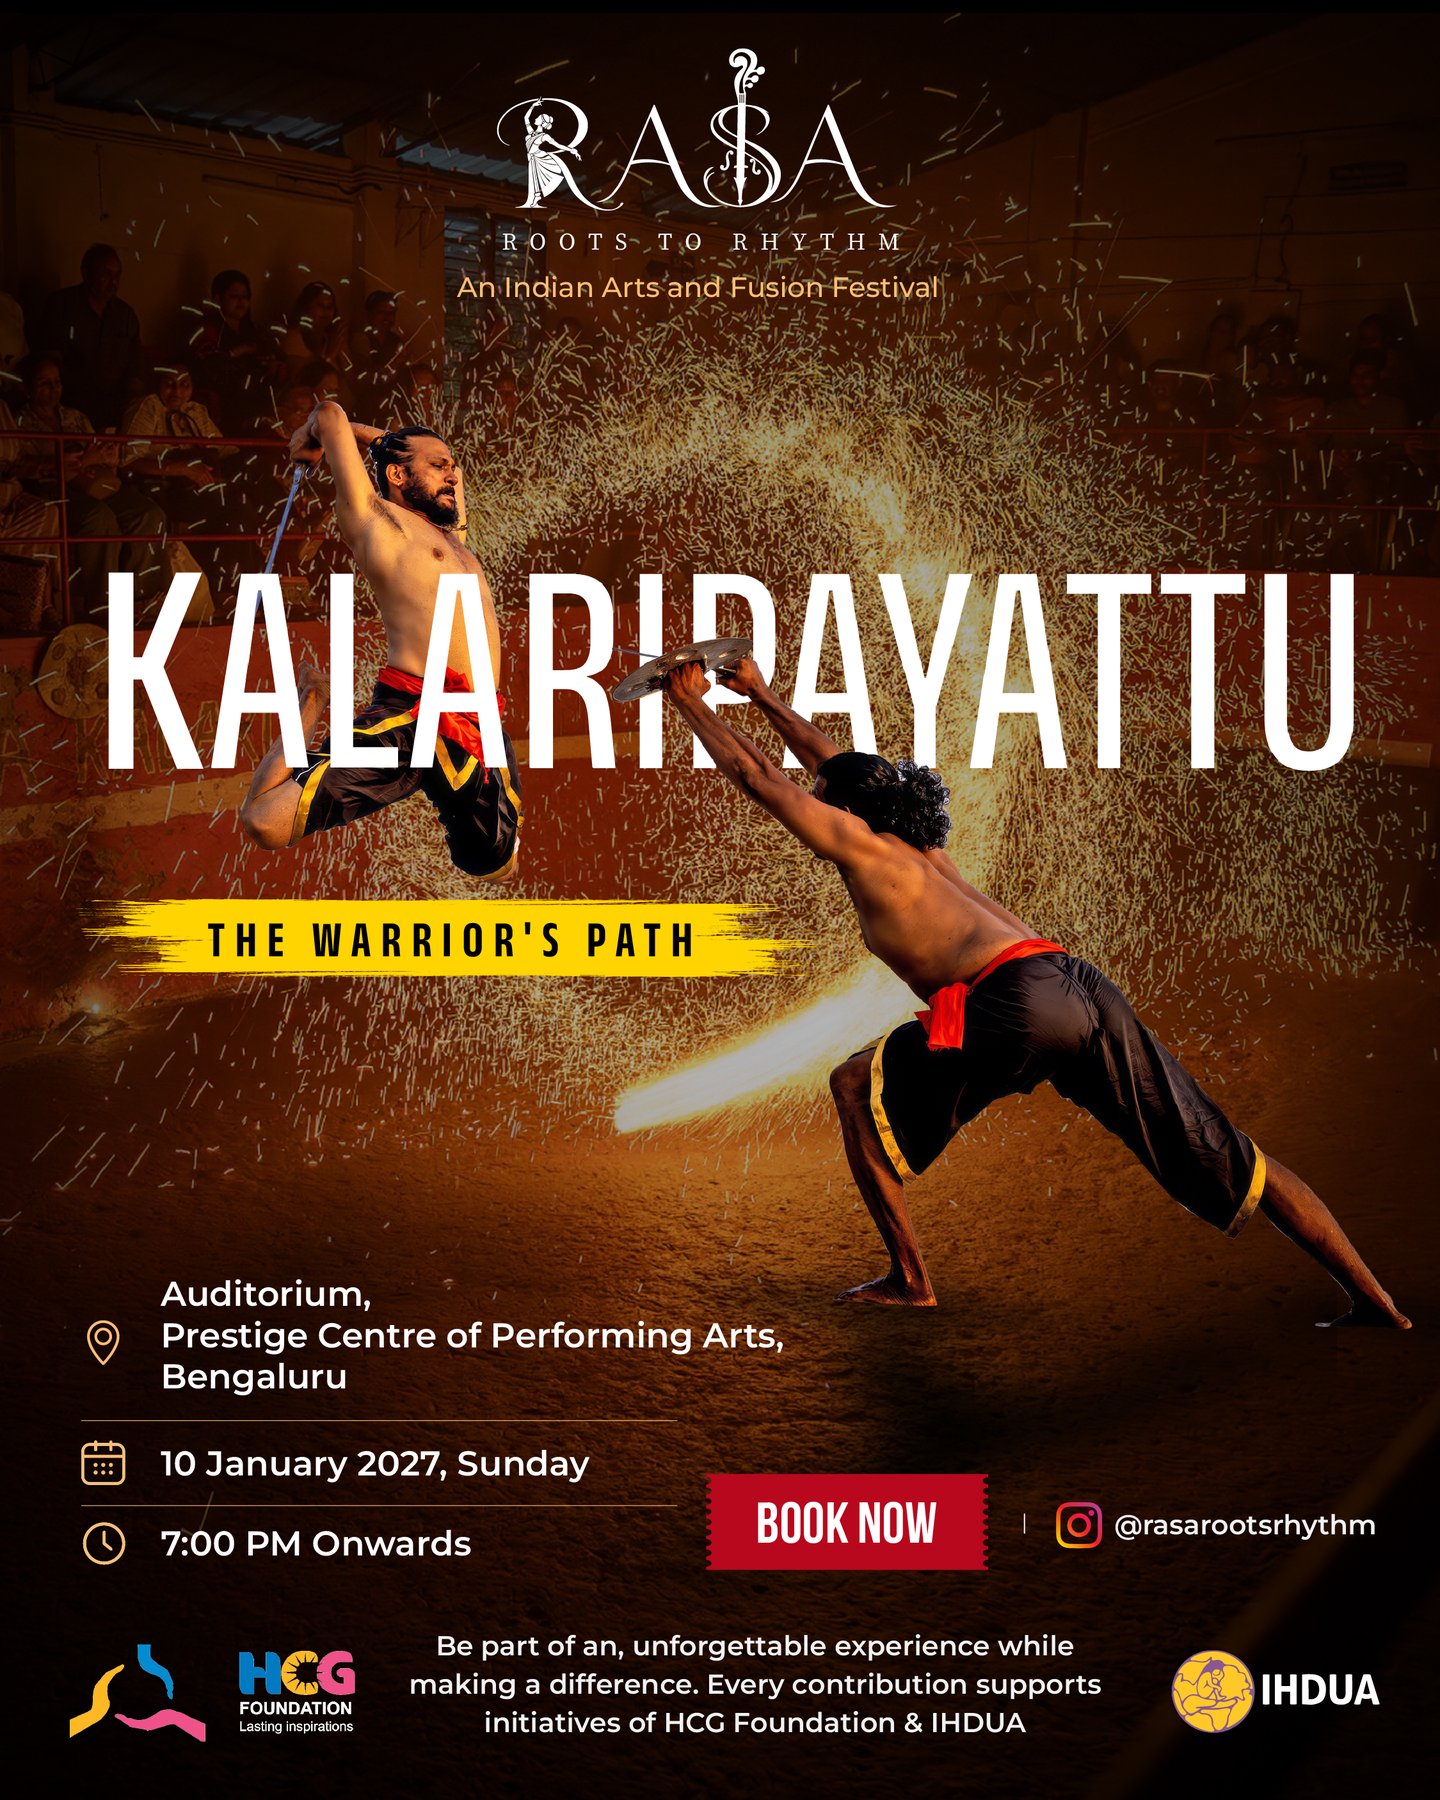 RASA
ROOTS TO RHYTHM
An Indian Arts and Fusion Festival
KALARIPAYATTU
THE WARRIOR'S PATH
Auditorium,
Prestige Centre of Performing Arts,
Bengaluru
10 January 2027, Sunday
7:00 PM Onwards
BOOK NOW
@rasarootsrhythm
HCG
FOUNDATION
Lasting inspirations
Be part of an, unforgettable experience while
making a difference. Every contribution supports
initiatives of HCG Foundation & IHDUA
IHDUA